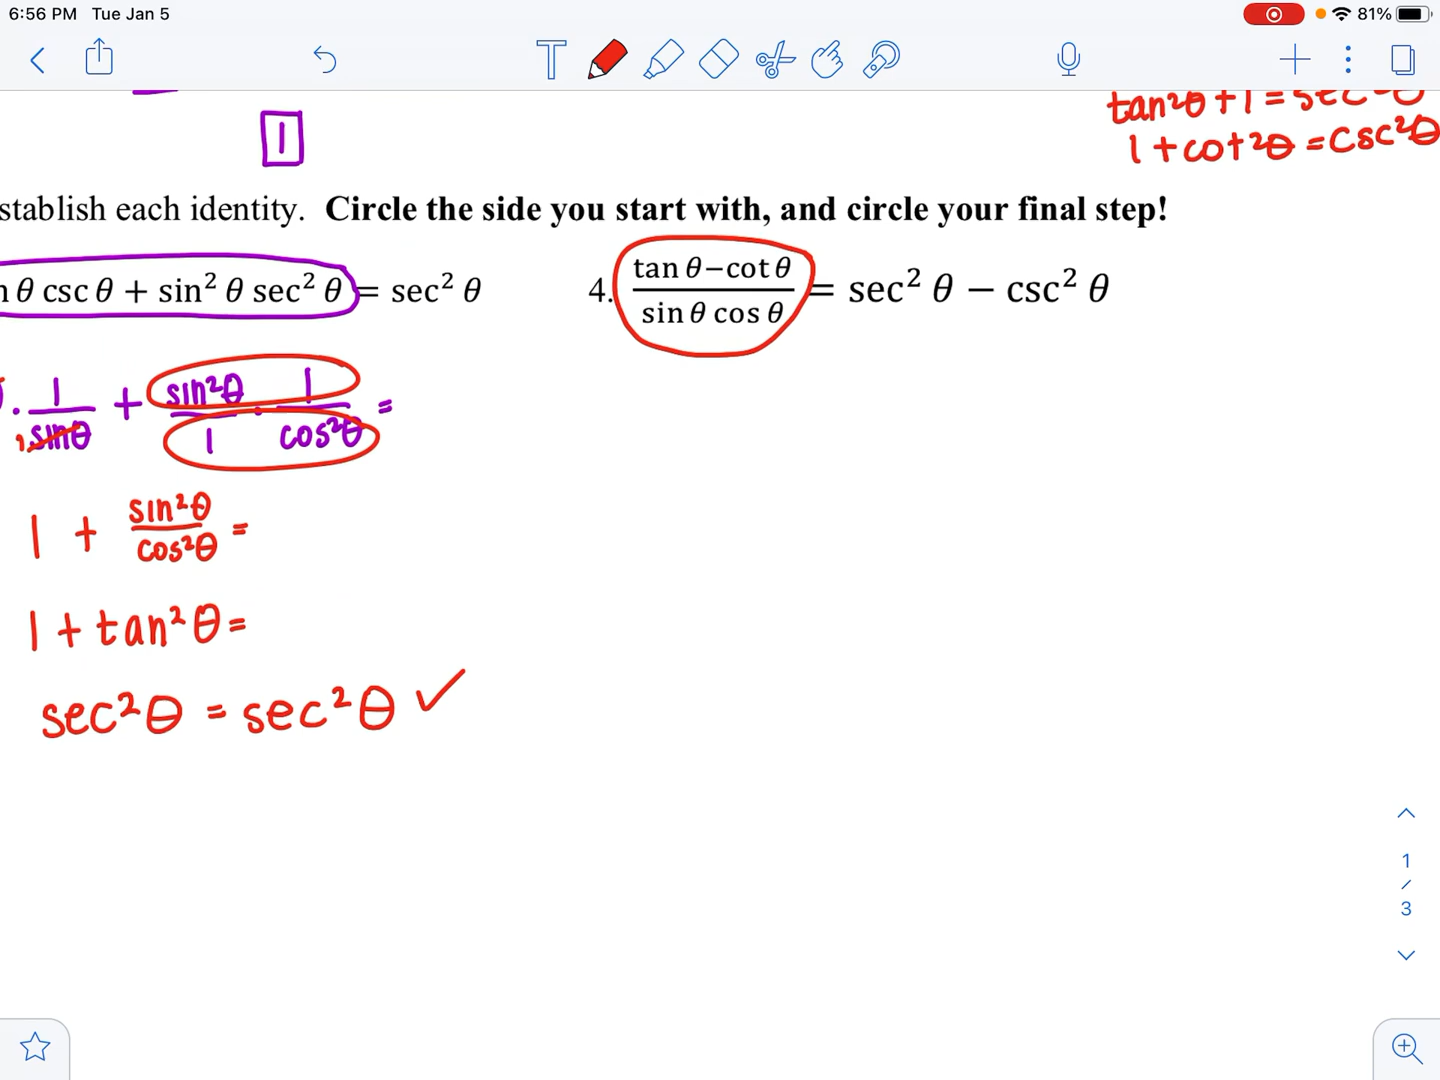 6:56 PM Tue Jan 5
81%
T
tan²θ + 1 = sec²θ
1
1 + cot²θ = csc²θ
stablish each identity. Circle the side you start with, and circle your final step!
n θ csc θ + sin² θ sec² θ = sec² θ
4. (tan θ−cot θ)/(sin θ cos θ) = sec² θ − csc² θ
· 1/sinθ + sin²θ/1 · 1/cos²θ =
1
1 + sin²θ/cos²θ =
1 + tan²θ =
sec²θ = sec²θ ✓
1
/
3